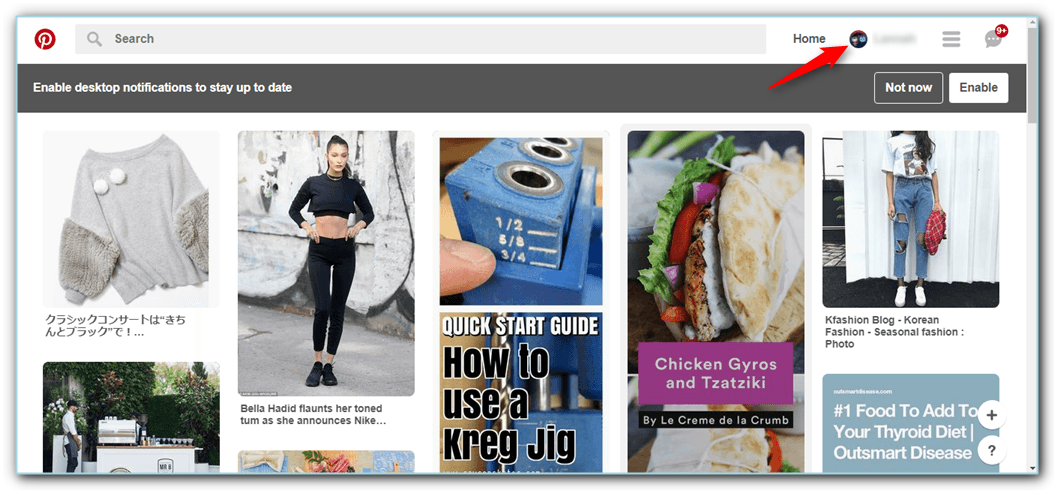 Search
Home
9+
Enable desktop notifications to stay up to date
Not now
Enable
クラシックコンサートは“きち
んとブラック”で！...
MR B
Bella Hadid flaunts her toned
tum as she announces Nike...
1/2
5/8
3/4
QUICK START GUIDE
How to
use a
Kreg Jig
Chicken Gyros
and Tzatziki
By Le Creme de la Crumb
Kfashion Blog - Korean
Fashion - Seasonal fashion :
Photo
outsmartdisease.com
#1 Food To Add To
Your Thyroid Diet |
Outsmart Disease
+
?